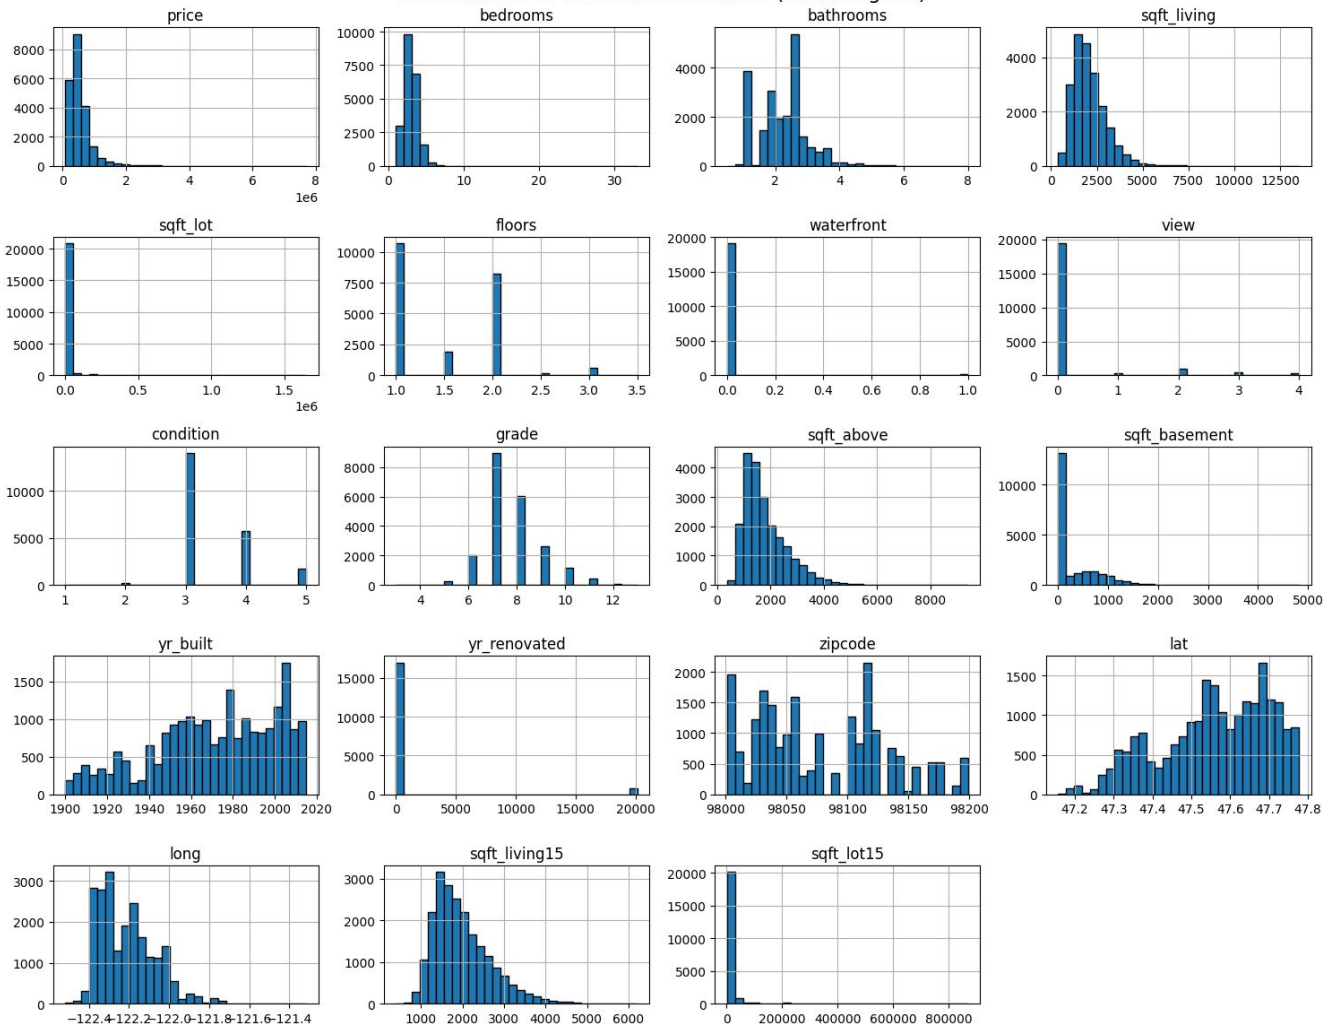 price bedrooms bathrooms sqft_living
8000 10000 4000 4000
6000 7500
4000 5000 2000 2000
2000 2500
0 0 0 0
0 2 4 6 8 0 10 20 30 2 4 6 8 0 2500 5000 7500 10000 12500
1e6
sqft_lot floors waterfront view
20000 10000 20000 20000
15000 7500 15000 15000
10000 5000 10000 10000
5000 2500 5000 5000
0 0 0 0
0.0 0.5 1.0 1.5 1.0 1.5 2.0 2.5 3.0 3.5 0.0 0.2 0.4 0.6 0.8 1.0 0 1 2 3 4
1e6
condition grade sqft_above sqft_basement
10000 8000 4000 10000
6000 3000
5000 4000 2000 5000
2000 1000
0 0 0 0
1 2 3 4 5 4 6 8 10 12 0 2000 4000 6000 8000 0 1000 2000 3000 4000 5000
yr_built yr_renovated zipcode lat
1500 15000 2000 1500
1000 10000 1500 1000
500 5000 1000 500
500
0 0 0 0
1900 1920 1940 1960 1980 2000 2020 0 5000 10000 15000 20000 98000 98050 98100 98150 98200 47.2 47.3 47.4 47.5 47.6 47.7 47.8
long sqft_living15 sqft_lot15
3000 3000 20000
2000 2000 15000
1000 1000 10000
5000
0 0 0
−122.4 −122.2 −122.0 −121.8 −121.6 −121.4 1000 2000 3000 4000 5000 6000 0 200000 400000 600000 800000